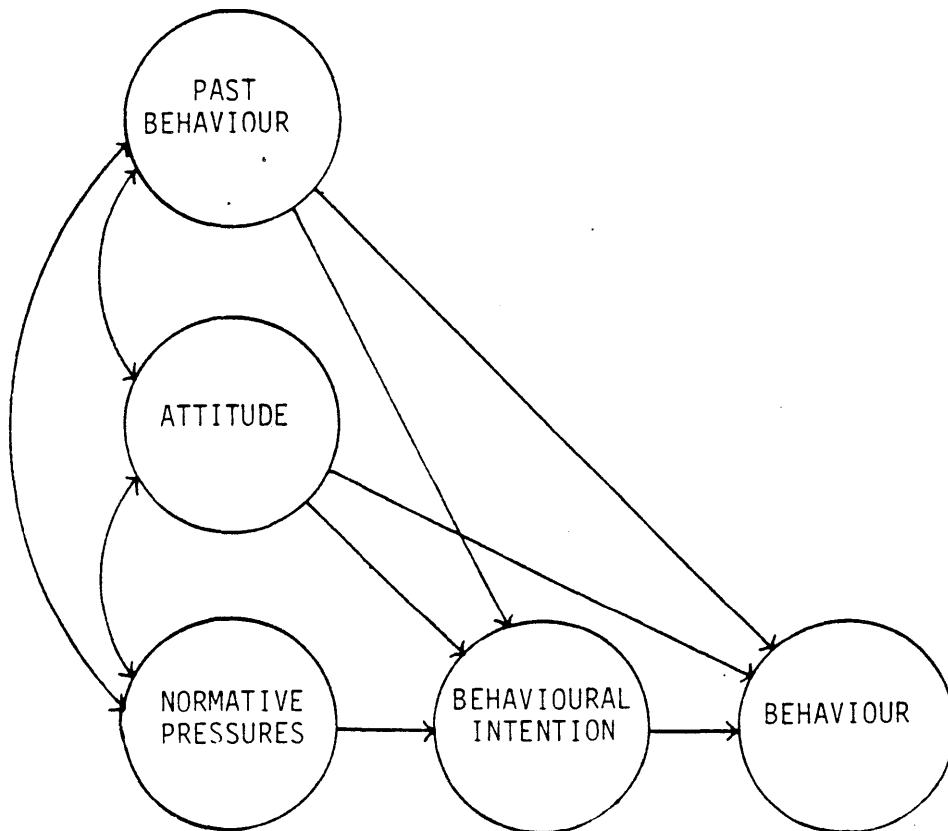 PAST
BEHAVIOUR
ATTITUDE
NORMATIVE
PRESSURES
BEHAVIOURAL
INTENTION
BEHAVIOUR